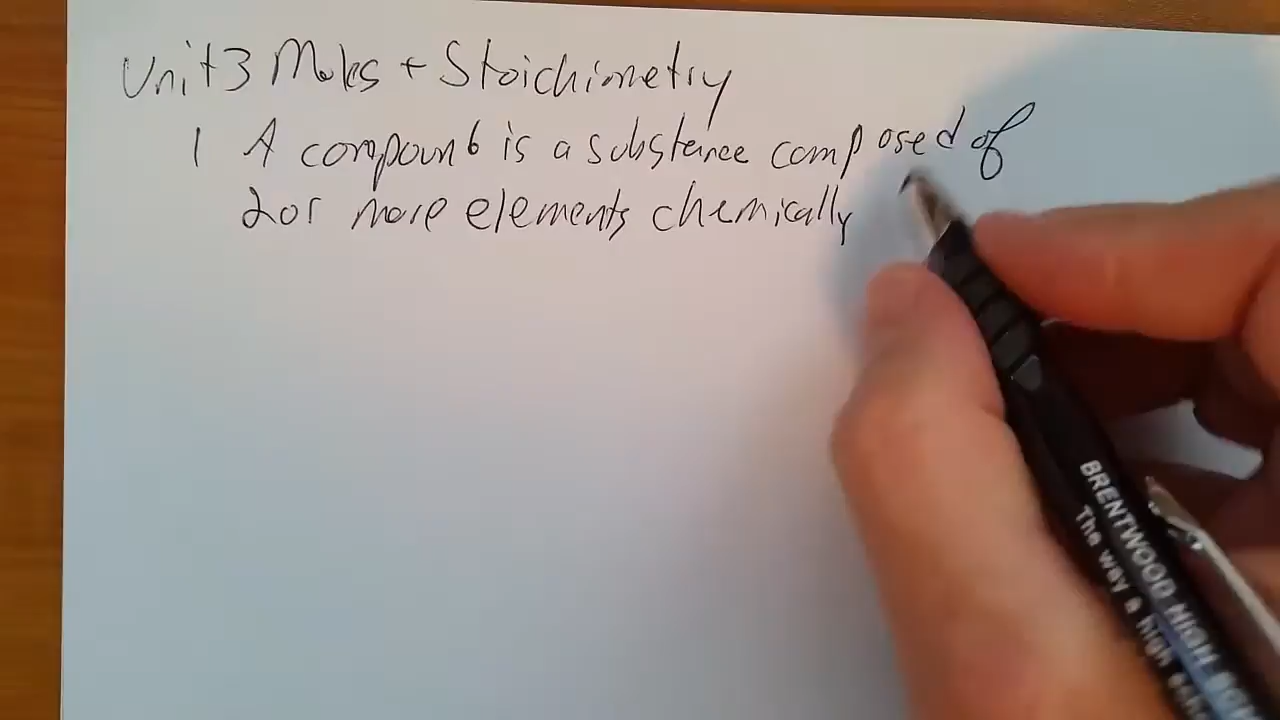 Unit 3 Moles + Stoichiometry
1 A compound is a substance composed of
2 or more elements chemically
BRENTWOOD HIGH
The way a high